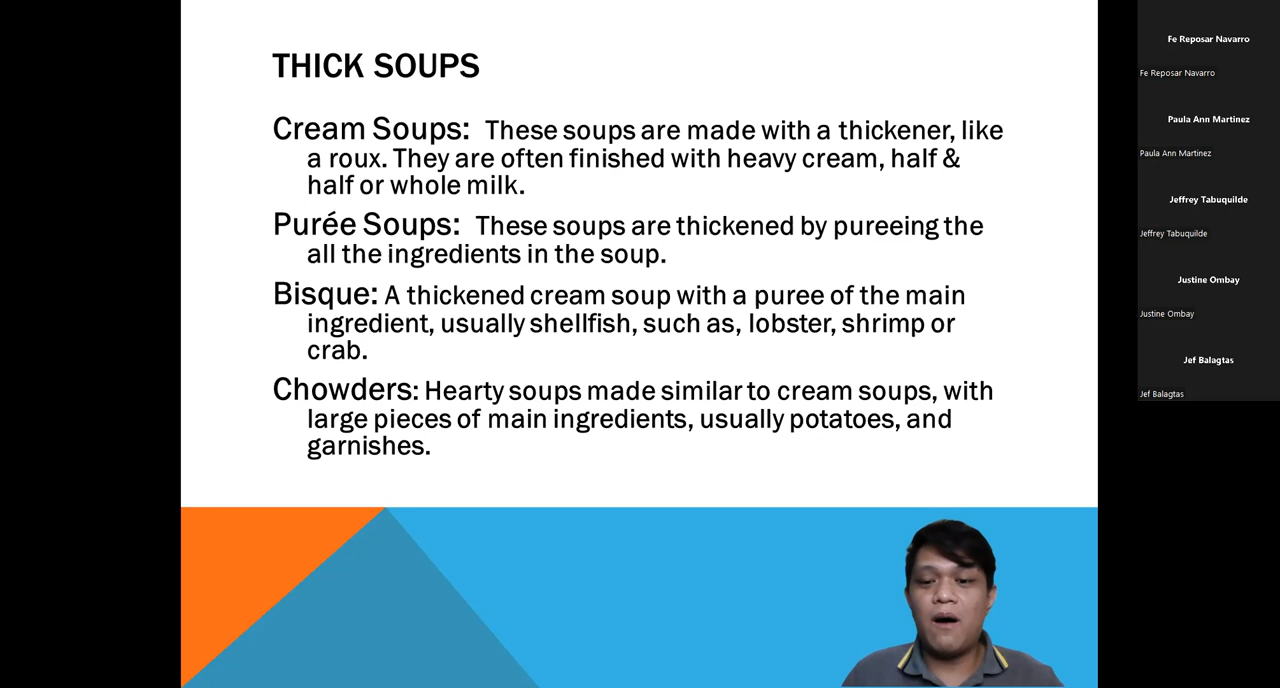 THICK SOUPS
Cream Soups: These soups are made with a thickener, like
a roux. They are often finished with heavy cream, half &
half or whole milk.
Purée Soups: These soups are thickened by pureeing the
all the ingredients in the soup.
Bisque: A thickened cream soup with a puree of the main
ingredient, usually shellfish, such as, lobster, shrimp or
crab.
Chowders: Hearty soups made similar to cream soups, with
large pieces of main ingredients, usually potatoes, and
garnishes.
Fe Reposar Navarro
Fe Reposar Navarro
Paula Ann Martinez
Paula Ann Martinez
Jeffrey Tabuquilde
Jeffrey Tabuquilde
Justine Ombay
Justine Ombay
Jef Balagtas
Jef Balagtas